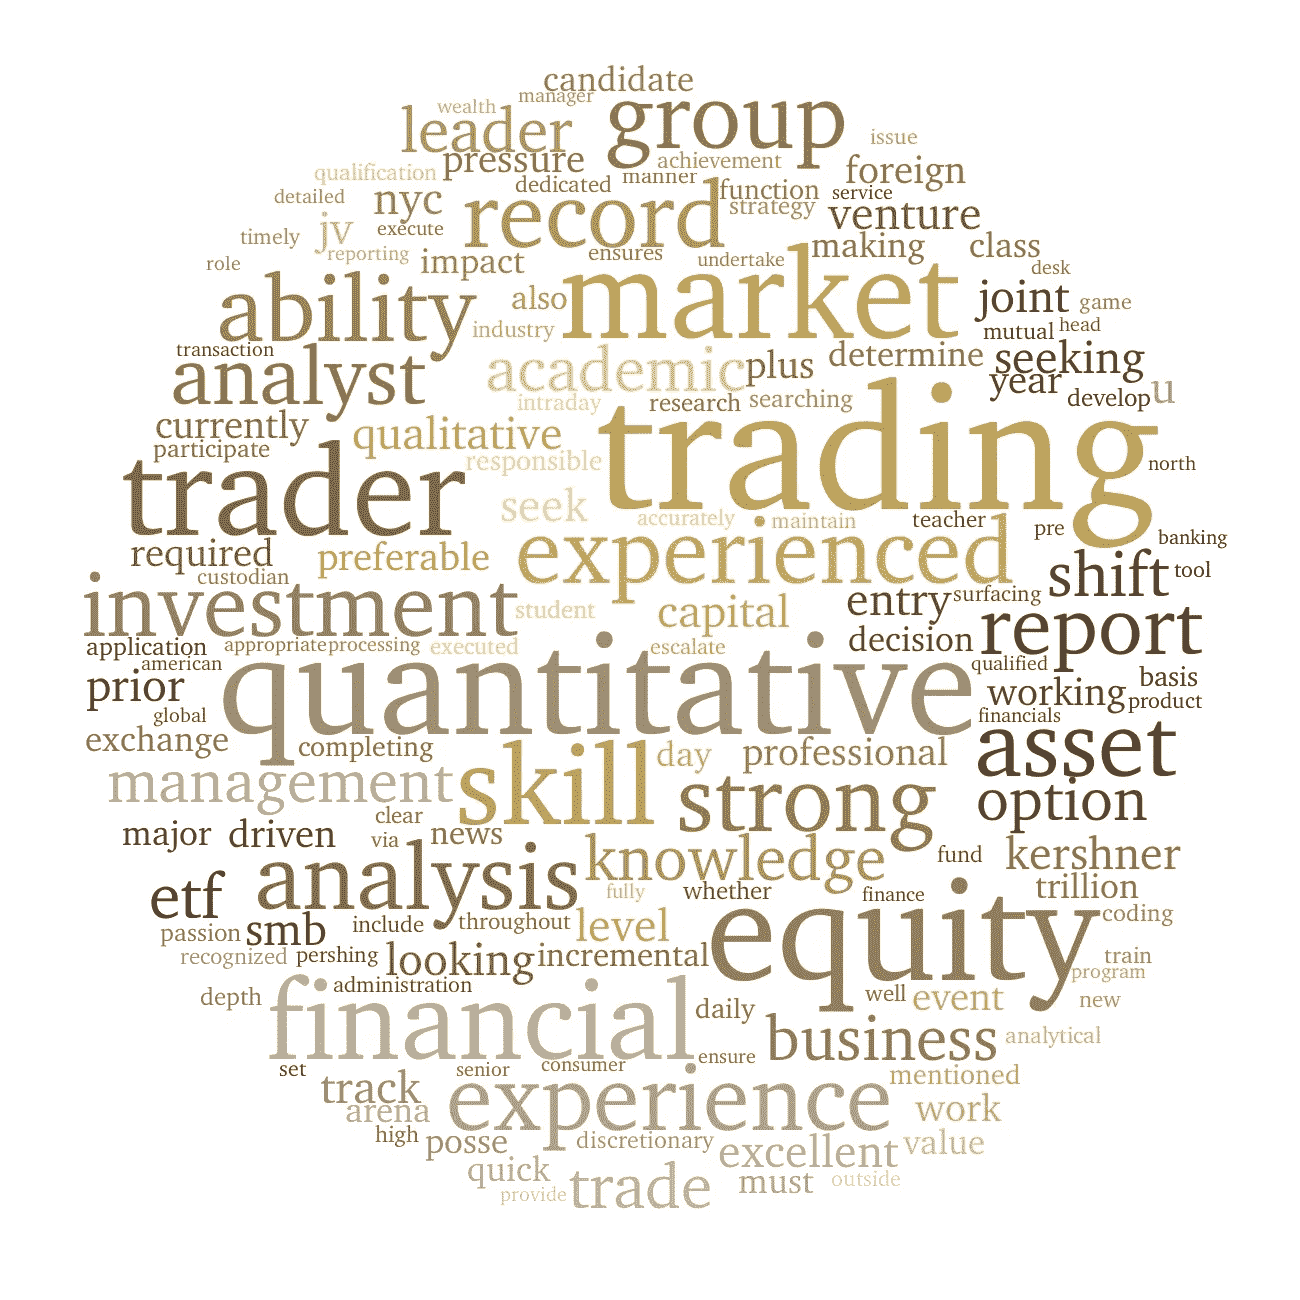 candidate
wealth manager
leader group issue
pressure achievement
qualification foreign
detailed nyc dedicated manner function service
record strategy venture
timely jv execute
reporting impact ensures undertake making class
role desk
ability also market joint game
industry mutual head
transaction
analyst academic plus determine seeking
year develop u
intraday research searching
currently qualitative trading
participate responsible north
trader seek
accurately maintain teacher pre banking
required preferable experienced shift tool
custodian
investment student capital entry surfacing
application appropriate processing executed escalate decision report
american quantitative qualified
prior working basis
global financials product
exchange completing day professional asset
management skill strong option
clear
major driven via news
analysis knowledge fund kershner
etf fully whether finance trillion
passion smb include throughout level equity coding
recognized pershing looking incremental train
administration program
depth financial daily well event new
business analytical
set senior consumer ensure
track experience mentioned
arena work
high posse discretionary excellent value
quick
provide trade must outside